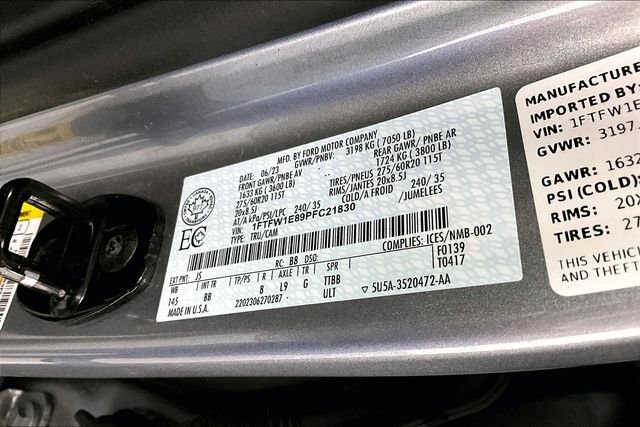 MFD. BY FORD MOTOR COMPANY
DATE: 06/23 GVWR/PNBV: 3198 KG ( 7050 LB)
FRONT GAWR/PNBE AV REAR GAWR/ PNBE AR
1633 KG ( 3600 LB) 1724 KG ( 3800 LB)
275/60R20 115T TIRES/PNEUS 275/60R20 115T
20x8.5J RIMS/JANTES 20x8.5J
AT/A kPa/PSI/LPC 240/ 35 COLD/A FROID 240/ 35
1FTFW1E89PFC21830 /JUMELEES
TYPE: TRU/CAM
EC
COMPLIES: ICES/NMB-002
EXT PNT: JS RC: BB DSO: F0139
WB INT TR TP/PS R AXLE TR SPR T0417
145 BB 8 L9 G TTBB
MADE IN U.S.A. 2202306270287 ULT ▽ 5U5A-3520472-AA
MANUFACTURE
IMPORTED BY:
VIN: 1FTFW1E
GVWR: 3197.
GAWR: 1632
PSI (COLD):
RIMS: 20X
TIRES: 27
THIS VEHIC
AND THEFT